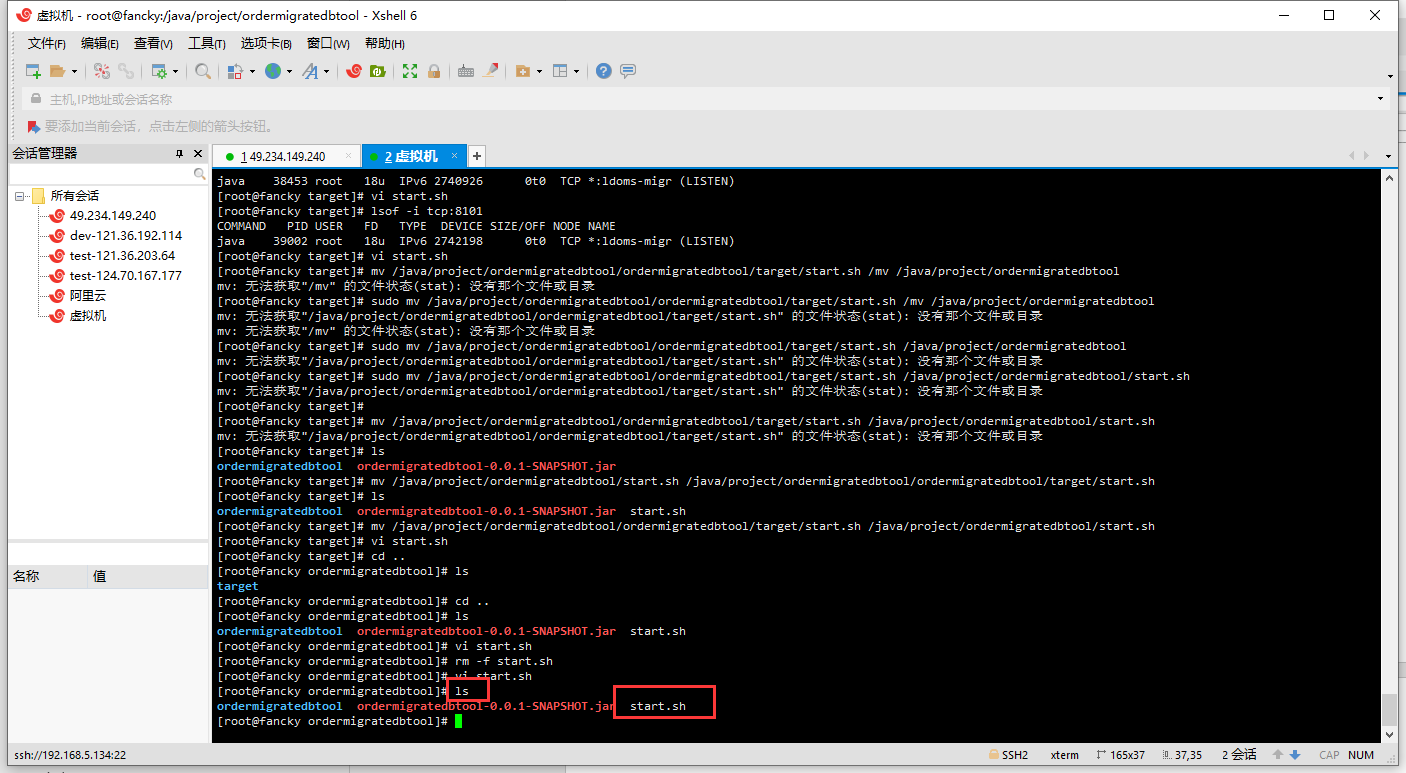 虚拟机 - root@fancky:/java/project/ordermigratedbtool - Xshell 6
文件(F) 编辑(E) 查看(V) 工具(T) 选项卡(B) 窗口(W) 帮助(H)
主机,IP地址或会话名称
要添加当前会话，点击左侧的箭头按钮。
会话管理器
1 49.234.149.240
2 虚拟机
所有会话
49.234.149.240
dev-121.36.192.114
test-121.36.203.64
test-124.70.167.177
阿里云
虚拟机
名称 值
java    38453 root   18u  IPv6 2740926      0t0  TCP *:ldoms-migr (LISTEN)
[root@fancky target]# vi start.sh
[root@fancky target]# lsof -i tcp:8101
COMMAND   PID USER   FD   TYPE  DEVICE SIZE/OFF NODE NAME
java    39002 root   18u  IPv6 2742198      0t0  TCP *:ldoms-migr (LISTEN)
[root@fancky target]# vi start.sh
[root@fancky target]# mv /java/project/ordermigratedbtool/ordermigratedbtool/target/start.sh /mv /java/project/ordermigratedbtool
mv: 无法获取"/mv" 的文件状态(stat): 没有那个文件或目录
[root@fancky target]# sudo mv /java/project/ordermigratedbtool/ordermigratedbtool/target/start.sh /mv /java/project/ordermigratedbtool
mv: 无法获取"/java/project/ordermigratedbtool/ordermigratedbtool/target/start.sh" 的文件状态(stat): 没有那个文件或目录
mv: 无法获取"/mv" 的文件状态(stat): 没有那个文件或目录
[root@fancky target]# sudo mv /java/project/ordermigratedbtool/ordermigratedbtool/target/start.sh /java/project/ordermigratedbtool
mv: 无法获取"/java/project/ordermigratedbtool/ordermigratedbtool/target/start.sh" 的文件状态(stat): 没有那个文件或目录
[root@fancky target]# sudo mv /java/project/ordermigratedbtool/ordermigratedbtool/target/start.sh /java/project/ordermigratedbtool/start.sh
mv: 无法获取"/java/project/ordermigratedbtool/ordermigratedbtool/target/start.sh" 的文件状态(stat): 没有那个文件或目录
[root@fancky target]#
[root@fancky target]# mv /java/project/ordermigratedbtool/ordermigratedbtool/target/start.sh /java/project/ordermigratedbtool/start.sh
mv: 无法获取"/java/project/ordermigratedbtool/ordermigratedbtool/target/start.sh" 的文件状态(stat): 没有那个文件或目录
[root@fancky target]# ls
ordermigratedbtool  ordermigratedbtool-0.0.1-SNAPSHOT.jar
[root@fancky target]# mv /java/project/ordermigratedbtool/start.sh /java/project/ordermigratedbtool/ordermigratedbtool/target/start.sh
[root@fancky target]# ls
ordermigratedbtool  ordermigratedbtool-0.0.1-SNAPSHOT.jar  start.sh
[root@fancky target]# mv /java/project/ordermigratedbtool/ordermigratedbtool/target/start.sh /java/project/ordermigratedbtool/start.sh
[root@fancky target]# vi start.sh
[root@fancky target]# cd ..
[root@fancky ordermigratedbtool]# ls
target
[root@fancky ordermigratedbtool]# cd ..
[root@fancky ordermigratedbtool]# ls
ordermigratedbtool  ordermigratedbtool-0.0.1-SNAPSHOT.jar  start.sh
[root@fancky ordermigratedbtool]# vi start.sh
[root@fancky ordermigratedbtool]# rm -f start.sh
[root@fancky ordermigratedbtool]# vi start.sh
[root@fancky ordermigratedbtool]# ls
ordermigratedbtool  ordermigratedbtool-0.0.1-SNAPSHOT.jar  start.sh
[root@fancky ordermigratedbtool]#
ssh://192.168.5.134:22 SSH2 xterm 165x37 37,35 2 会话 CAP NUM